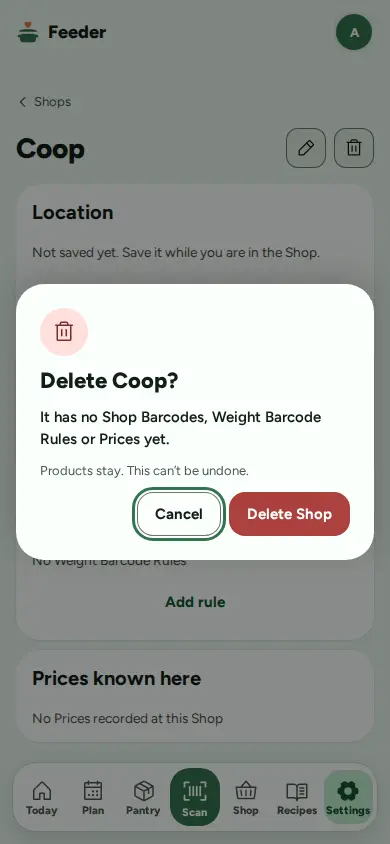 Feeder
A
Shops
Coop
Location
Not saved yet. Save it while you are in the Shop.
Delete Coop?
It has no Shop Barcodes, Weight Barcode
Rules or Prices yet.
Products stay. This can't be undone.
Cancel
Delete Shop
No Weight Barcode Rules
Add rule
Prices known here
No Prices recorded at this Shop
Today
Plan
Pantry
Scan
Shop
Recipes
Settings